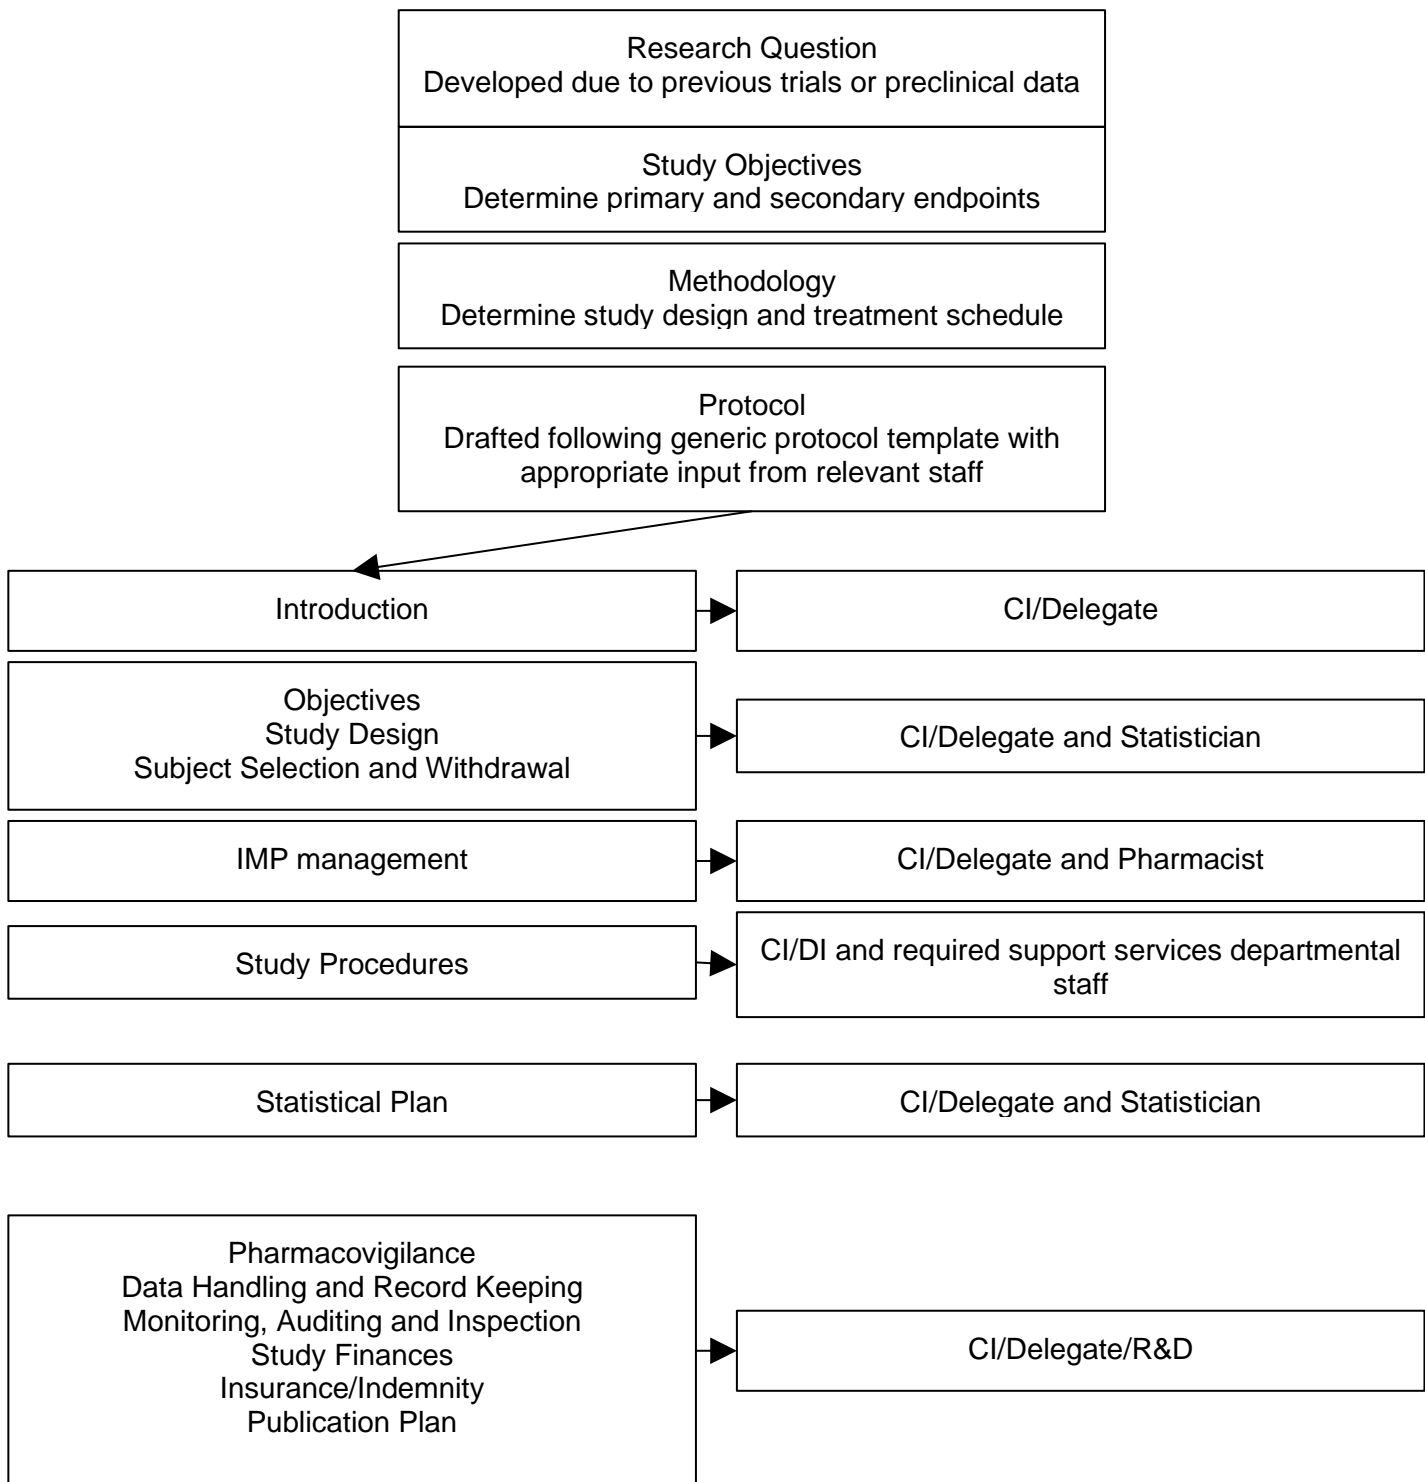 Research Question
Developed due to previous trials or preclinical data
Study Objectives
Determine primary and secondary endpoints
Methodology
Determine study design and treatment schedule
Protocol
Drafted following generic protocol template with
appropriate input from relevant staff
Introduction
CI/Delegate
Objectives
Study Design
Subject Selection and Withdrawal
CI/Delegate and Statistician
IMP management
CI/Delegate and Pharmacist
Study Procedures
CI/DI and required support services departmental
staff
Statistical Plan
CI/Delegate and Statistician
Pharmacovigilance
Data Handling and Record Keeping
Monitoring, Auditing and Inspection
Study Finances
Insurance/Indemnity
Publication Plan
CI/Delegate/R&D